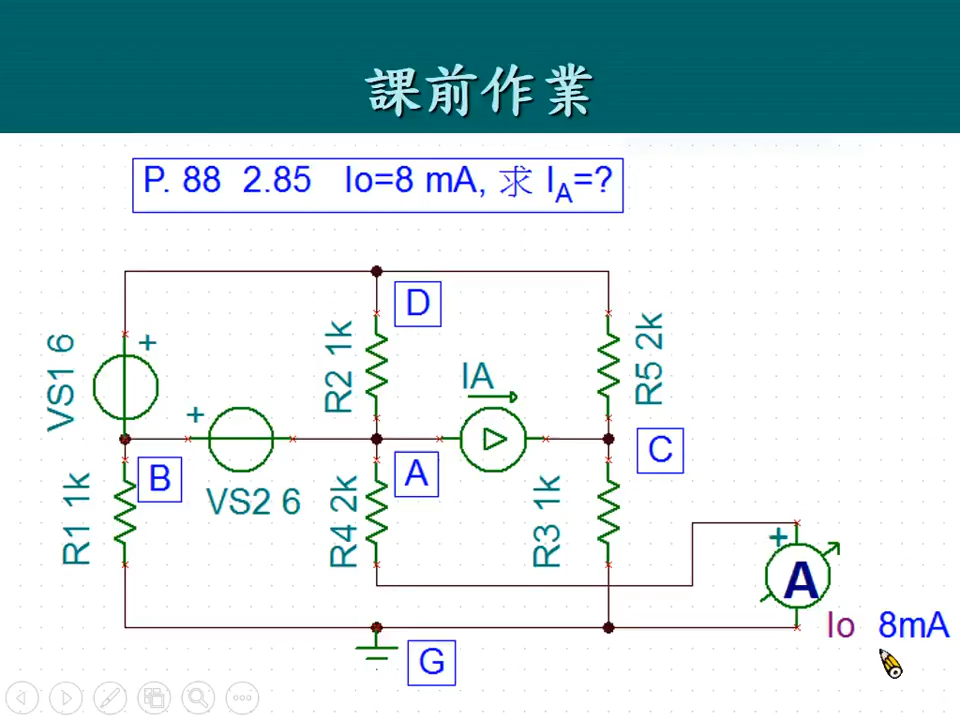 課前作業
P. 88 2.85 Io=8 mA, 求 IA=?
D
VS1 6
+
R2 1k
IA
R5 2k
+
B
VS2 6
A
C
R1 1k
R4 2k
R3 1k
+
A
Io 8mA
G